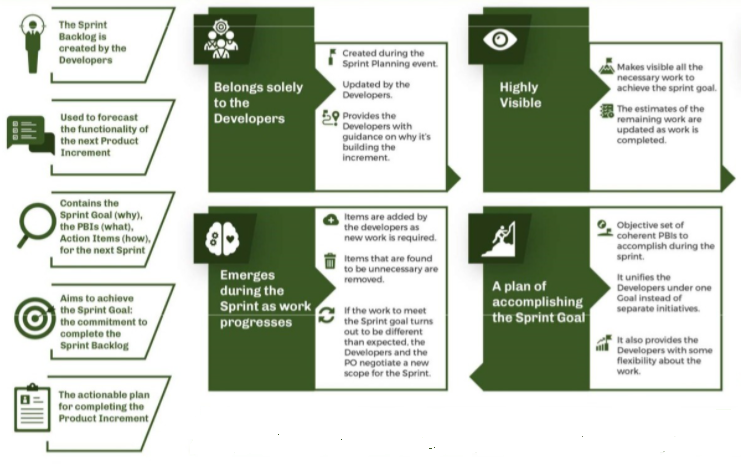 The Sprint
Backlog is
created by the
Developers
Used to forecast
the functionality of
the next Product
Increment
Contains the
Sprint Goal (why),
the PBIs (what),
Action Items (how),
for the next Sprint
Aims to achieve
the Sprint Goal:
the commitment to
complete the
Sprint Backlog
The actionable plan
for completing the
Product Increment
Belongs solely
to the
Developers
Created during the
Sprint Planning event.
Updated by the
Developers.
Provides the
Developers with
guidance on why it's
building the
increment.
Highly
Visible
Makes visible all the
necessary work to
achieve the sprint goal.
The estimates of the
remaining work are
updated as work is
completed.
Emerges
during the
Sprint as work
progresses
Items are added by
the developers as
new work is required.
Items that are found
to be unnecessary are
removed.
If the work to meet
the Sprint goal turns
out to be different
than expected, the
Developers and the
PO negotiate a new
scope for the Sprint.
A plan of
accomplishing
the Sprint Goal
Objective set of
coherent PBIs to
accomplish during the
sprint.
It unifies the
Developers under one
Goal instead of
separate initiatives.
It also provides the
Developers with some
flexibility about the
work.